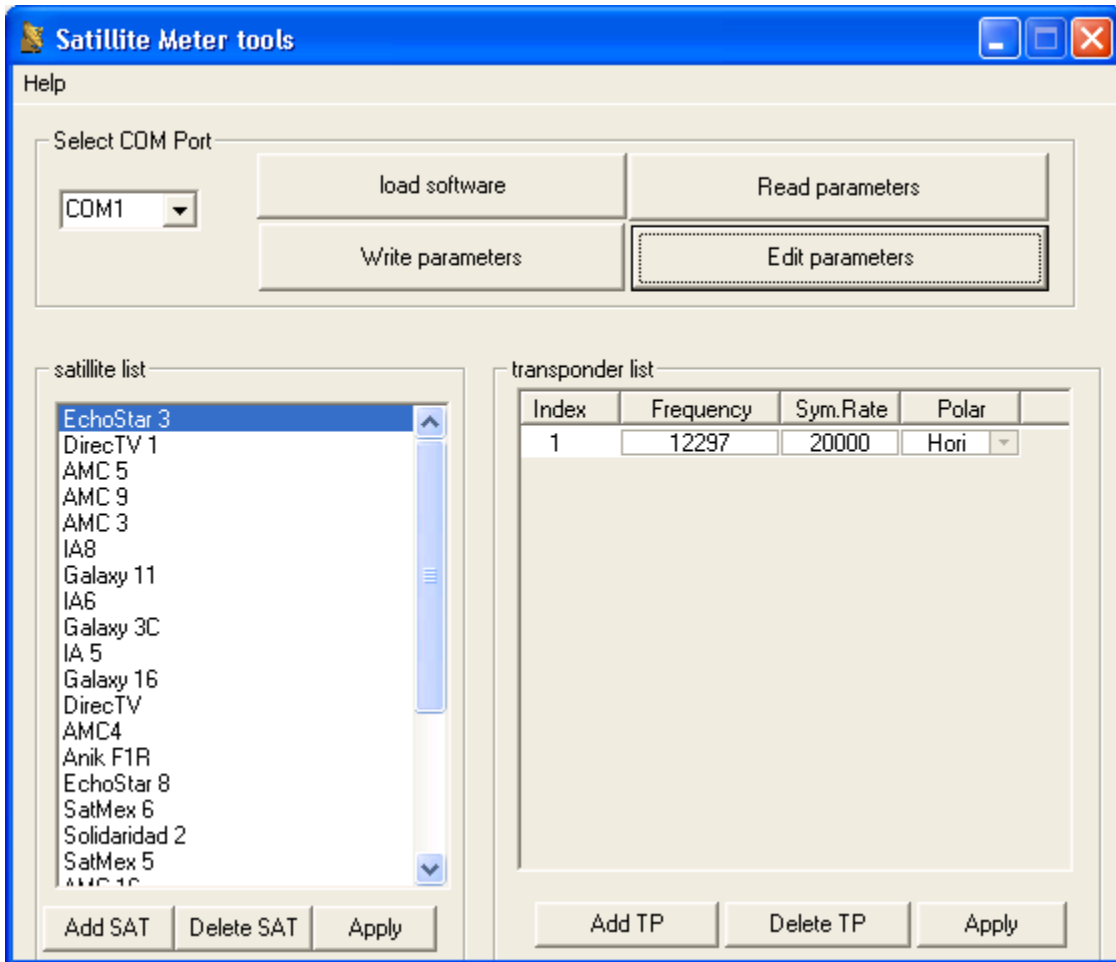 Satillite Meter tools
Help
Select COM Port
COM1
load software
Read parameters
Write parameters
Edit parameters
satillite list
EchoStar 3
DirecTV 1
AMC 5
AMC 9
AMC 3
IA8
Galaxy 11
IA6
Galaxy 3C
IA 5
Galaxy 16
DirecTV
AMC4
Anik F1R
EchoStar 8
SatMex 6
Solidaridad 2
SatMex 5
Add SAT Delete SAT Apply
transponder list
Index Frequency Sym.Rate Polar
1 12297 20000 Hori
Add TP Delete TP Apply